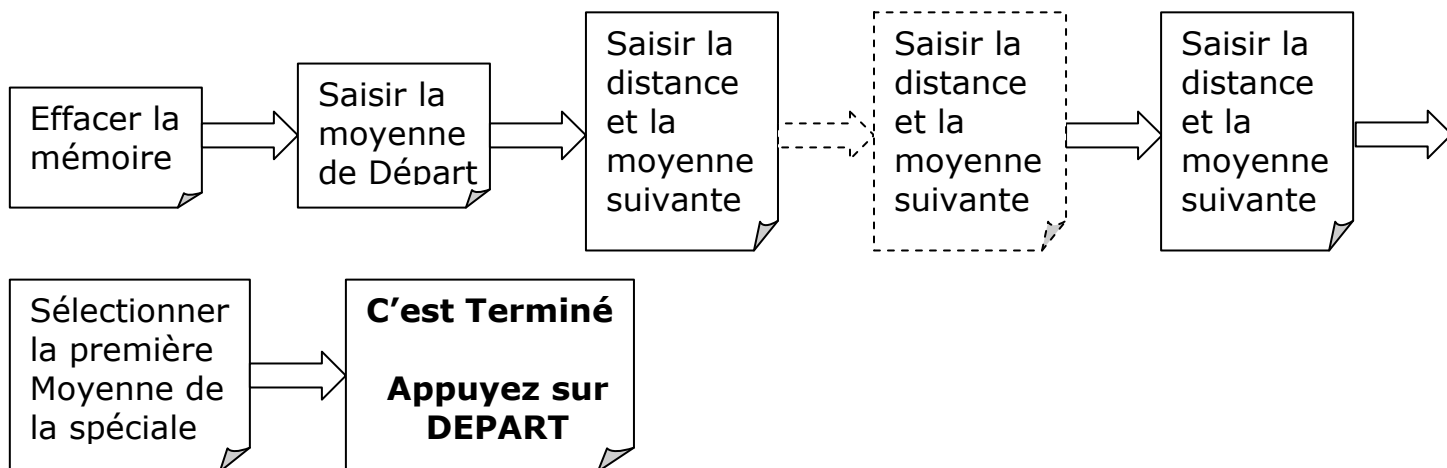 Effacer la
mémoire
Saisir la
moyenne
de Départ
Saisir la
distance
et la
moyenne
suivante
Saisir la
distance
et la
moyenne
suivante
Saisir la
distance
et la
moyenne
suivante
Sélectionner
la première
Moyenne de
la spéciale
C’est Terminé
Appuyez sur
DEPART